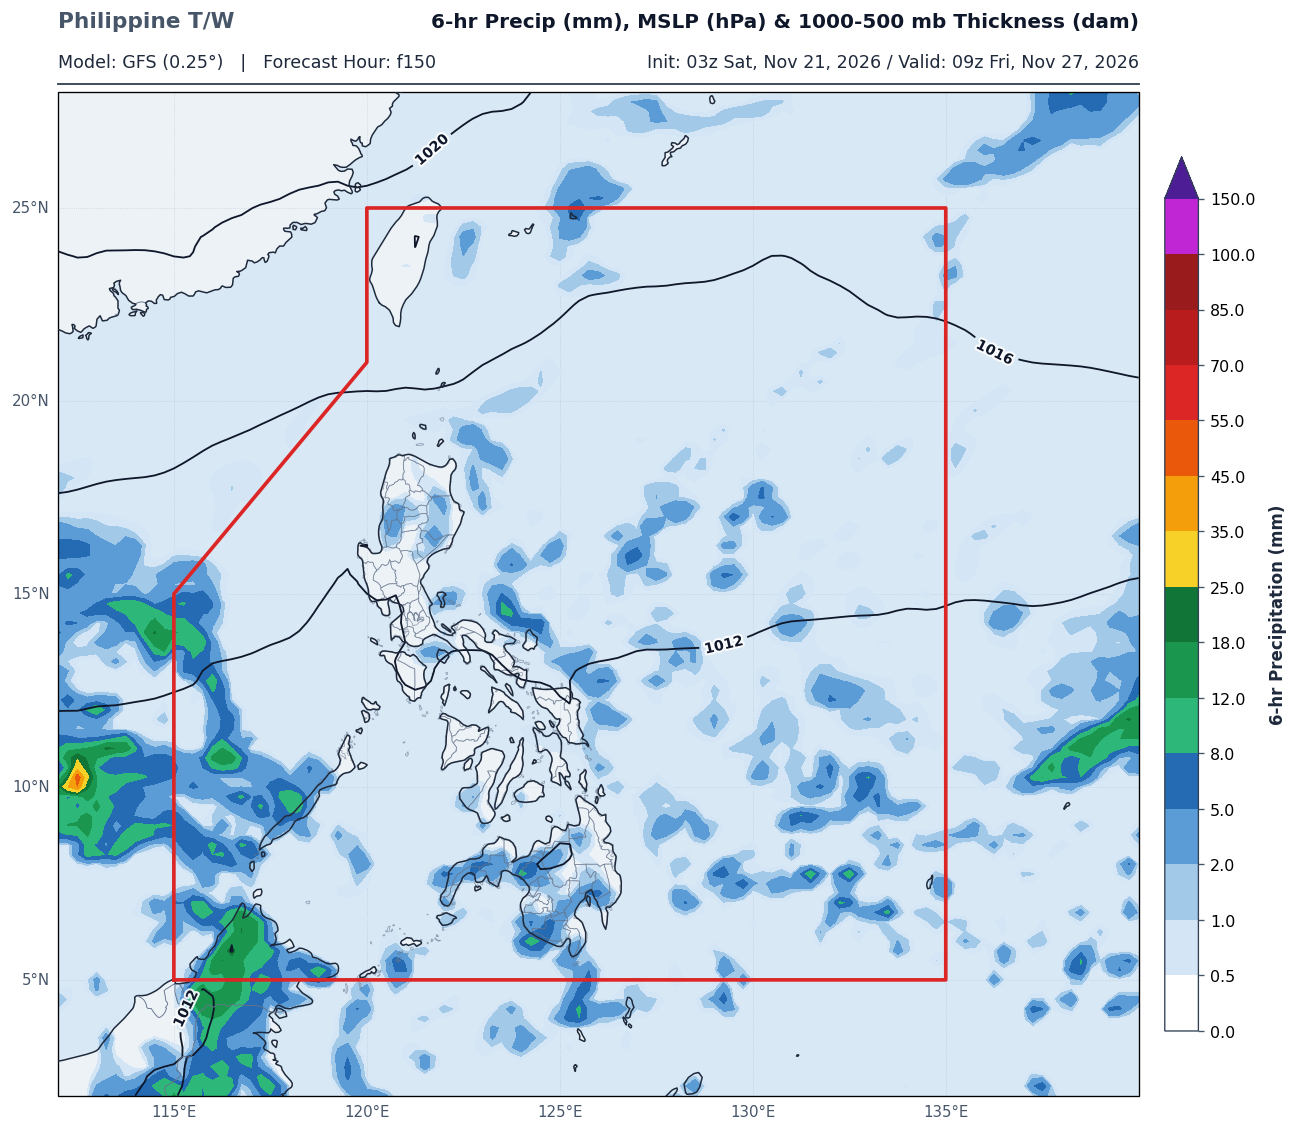 Philippine T/W
6-hr Precip (mm), MSLP (hPa) & 1000-500 mb Thickness (dam)
Model: GFS (0.25°)   |   Forecast Hour: f150
Init: 03z Sat, Nov 21, 2026 / Valid: 09z Fri, Nov 27, 2026
1020
25°N
1016
20°N
15°N
1012
10°N
5°N
1012
115°E
120°E
125°E
130°E
135°E
150.0
100.0
85.0
70.0
55.0
45.0
35.0
25.0
18.0
12.0
8.0
5.0
2.0
1.0
0.5
0.0
6-hr Precipitation (mm)